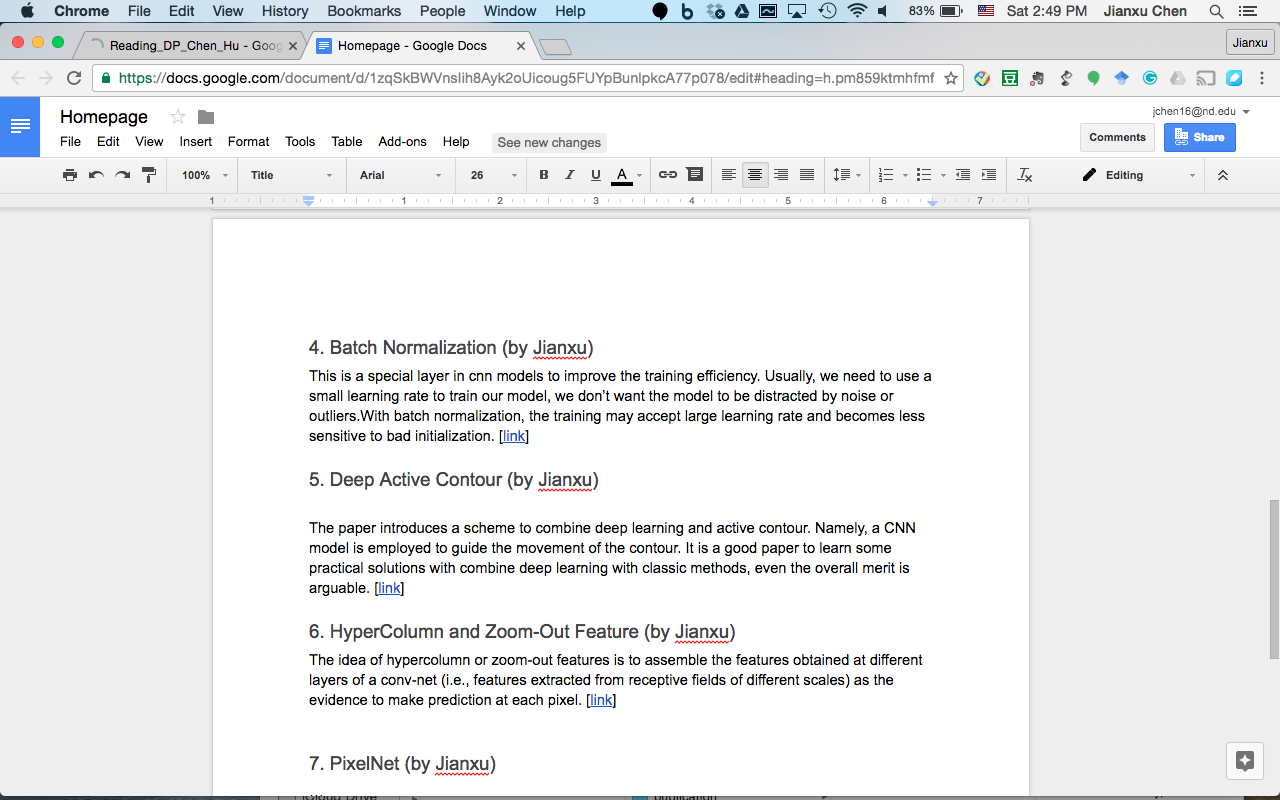 Chrome File Edit View History Bookmarks People Window Help 83% Sat 2:49 PM Jianxu Chen
Reading_DP_Chen_Hu - Goog Homepage - Google Docs Jianxu
https://docs.google.com/document/d/1zqSkBWVnsIih8Ayk2oUicoug5FUYpBunlpkcA77p078/edit#heading=h.pm859ktmhfmf
Homepage jchen16@nd.edu
File Edit View Insert Format Tools Table Add-ons Help See new changes Comments Share
100% Title Arial 26 B I U A Editing
1 1 2 3 4 5 6 7
4. Batch Normalization (by Jianxu)
This is a special layer in cnn models to improve the training efficiency. Usually, we need to use a
small learning rate to train our model, we don’t want the model to be distracted by noise or
outliers.With batch normalization, the training may accept large learning rate and becomes less
sensitive to bad initialization. [link]
5. Deep Active Contour (by Jianxu)
The paper introduces a scheme to combine deep learning and active contour. Namely, a CNN
model is employed to guide the movement of the contour. It is a good paper to learn some
practical solutions with combine deep learning with classic methods, even the overall merit is
arguable. [link]
6. HyperColumn and Zoom-Out Feature (by Jianxu)
The idea of hypercolumn or zoom-out features is to assemble the features obtained at different
layers of a conv-net (i.e., features extracted from receptive fields of different scales) as the
evidence to make prediction at each pixel. [link]
7. PixelNet (by Jianxu)
iCloud Drive publication